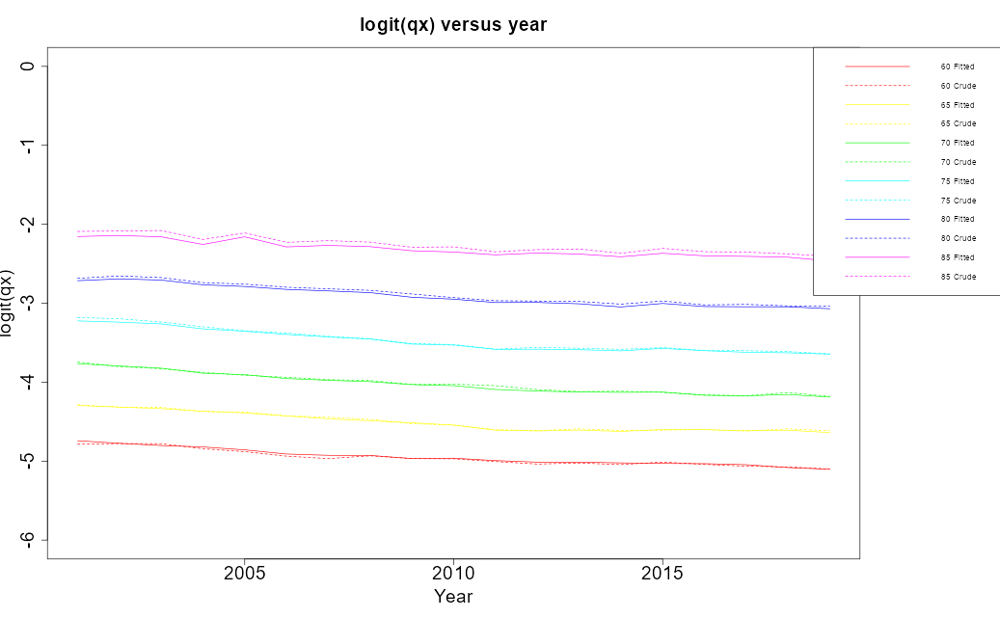 logit(qx) versus year
0
-1
-2
-3
-4
-5
-6
logit(qx)
2005
2010
2015
Year
60 Fitted
60 Crude
65 Fitted
65 Crude
70 Fitted
70 Crude
75 Fitted
75 Crude
80 Fitted
80 Crude
85 Fitted
85 Crude